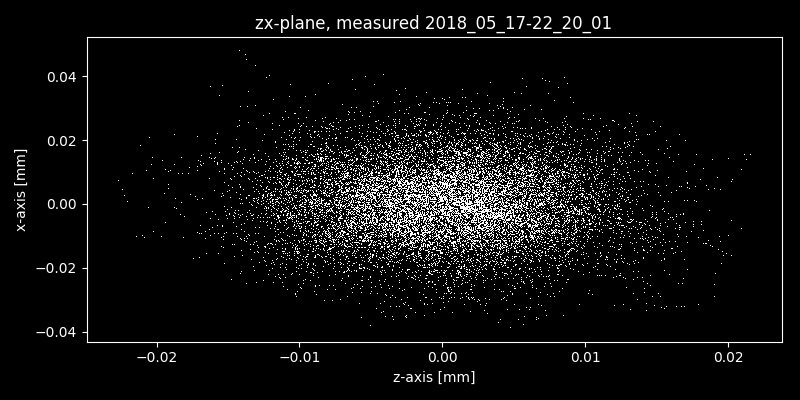 zx-plane, measured 2018_05_17-22_20_01
0.04
0.02
0.00
−0.02
−0.04
x-axis [mm]
−0.02 −0.01 0.00 0.01 0.02
z-axis [mm]